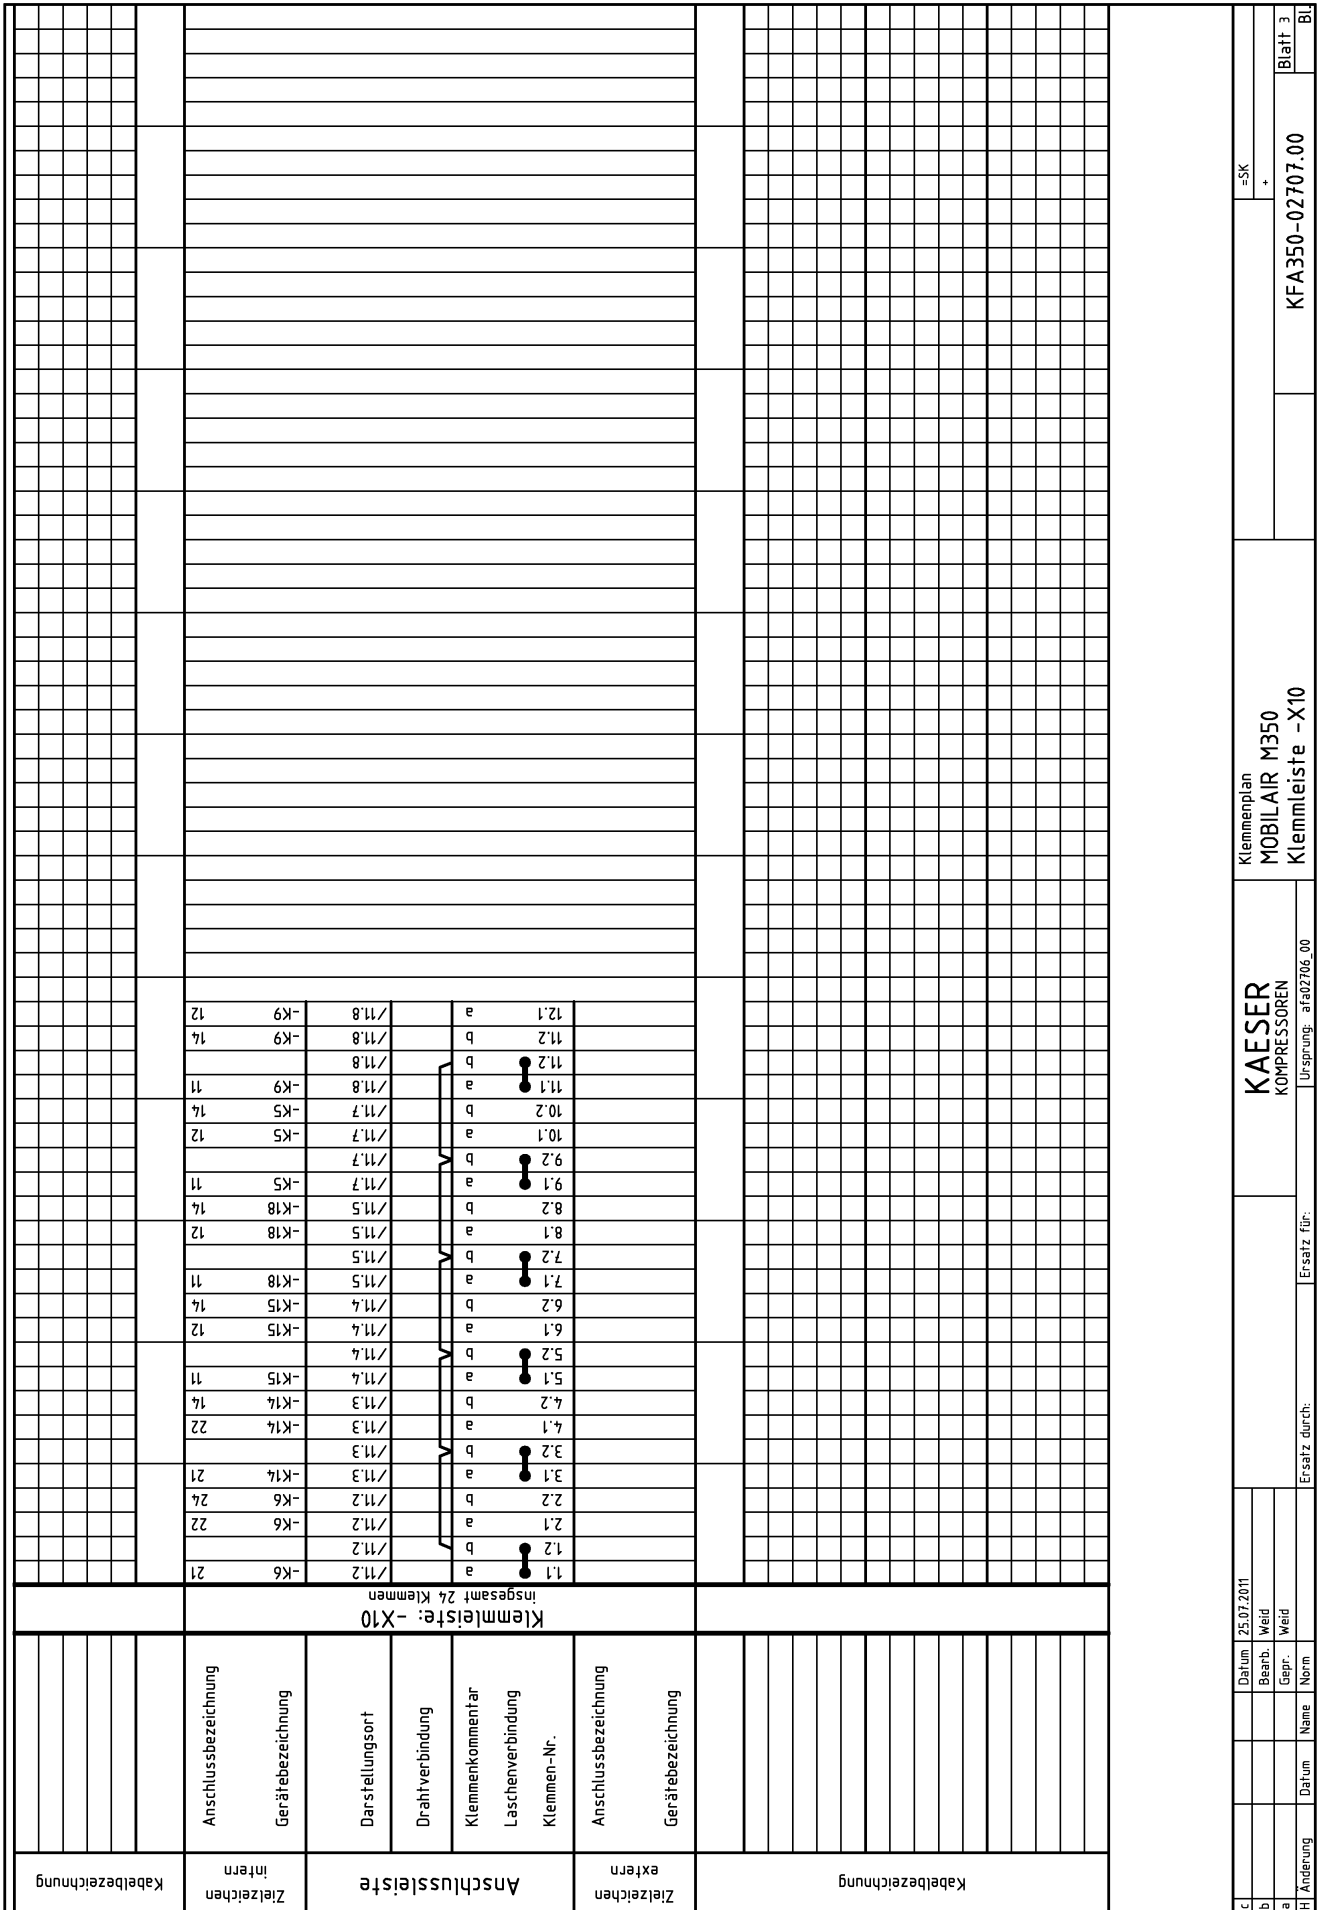 Kabelbezeichnung
Zielzeichen
extern
Anschlussleiste
Zielzeichen
intern
Kabelbezeichnung
Gerätebezeichnung
Anschlussbezeichnung
Klemmen-Nr.
Laschenverbindung
Klemmenkommentar
Drahtverbindung
Darstellungsort
Gerätebezeichnung
Anschlussbezeichnung
Klemmleiste: -X10
insgesamt 24 Klemmen
1.1 a /11.2 -K6 21
1.2 b /11.2
2.1 a /11.2 -K6 22
2.2 b /11.2 -K6 24
3.1 a /11.3 -K14 21
3.2 b /11.3
4.1 a /11.3 -K14 22
4.2 b /11.3 -K14 14
5.1 a /11.4 -K15 11
5.2 b /11.4
6.1 a /11.4 -K15 12
6.2 b /11.4 -K15 14
7.1 a /11.5 -K18 11
7.2 b /11.5
8.1 a /11.5 -K18 12
8.2 b /11.5 -K18 14
9.1 a /11.7 -K5 11
9.2 b /11.7
10.1 a /11.7 -K5 12
10.2 b /11.7 -K5 14
11.1 a /11.8 -K9 11
11.2 b /11.8
11.2 b /11.8 -K9 14
12.1 a /11.8 -K9 12
c
b
a
H Änderung Datum Name Norm
Datum 25.07.2011
Bearb. Weid
Gepr. Weid
Ersatz durch:
Ersatz für:
Ursprung: afa02706_00
KAESER
KOMPRESSOREN
Klemmenplan
MOBILAIR M350
Klemmleiste -X10
=SK
+
KFA350-02707.00
Blatt 3
Bl.